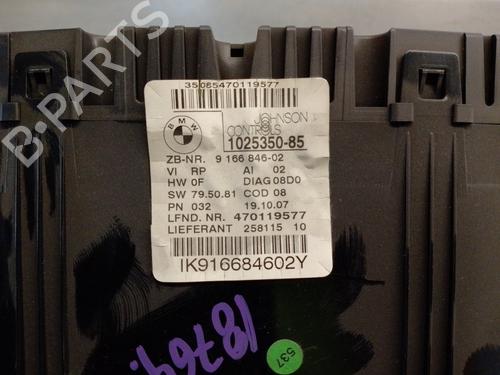 B-PARTS
35085470119577
BMW
JOHNSON
CONTROLS
1025350-85
ZB-NR. 9 166 846-02
VI RP AI 02
HW 0F DIAG 08D0
SW 79.50.81 COD 08
PN 032 19.10.07
LFND. NR. 470119577
LIEFERANT 258115 10
IK916684602Y
537